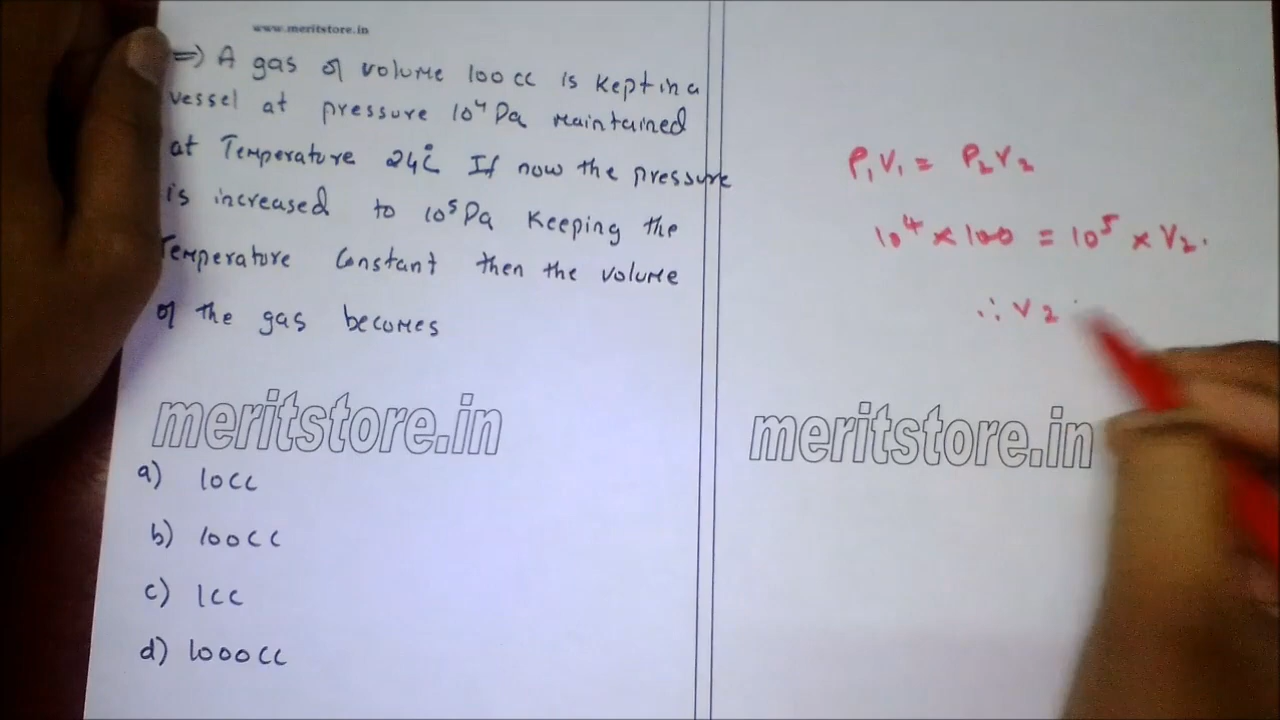 www.meritstore.in
=> A gas of volume 100cc is kept in a
vessel at pressure 10⁴ Pa maintained
at Temperature 24°C If now the pressure
is increased to 10⁵ Pa keeping the
Temperature Constant then the volume
of the gas becomes
meritstore.in
a) 10cc
b) 100cc
c) 1cc
d) 1000cc
P₁V₁ = P₂V₂
10⁴ × 100 = 10⁵ × V₂.
∴ V₂
meritstore.in